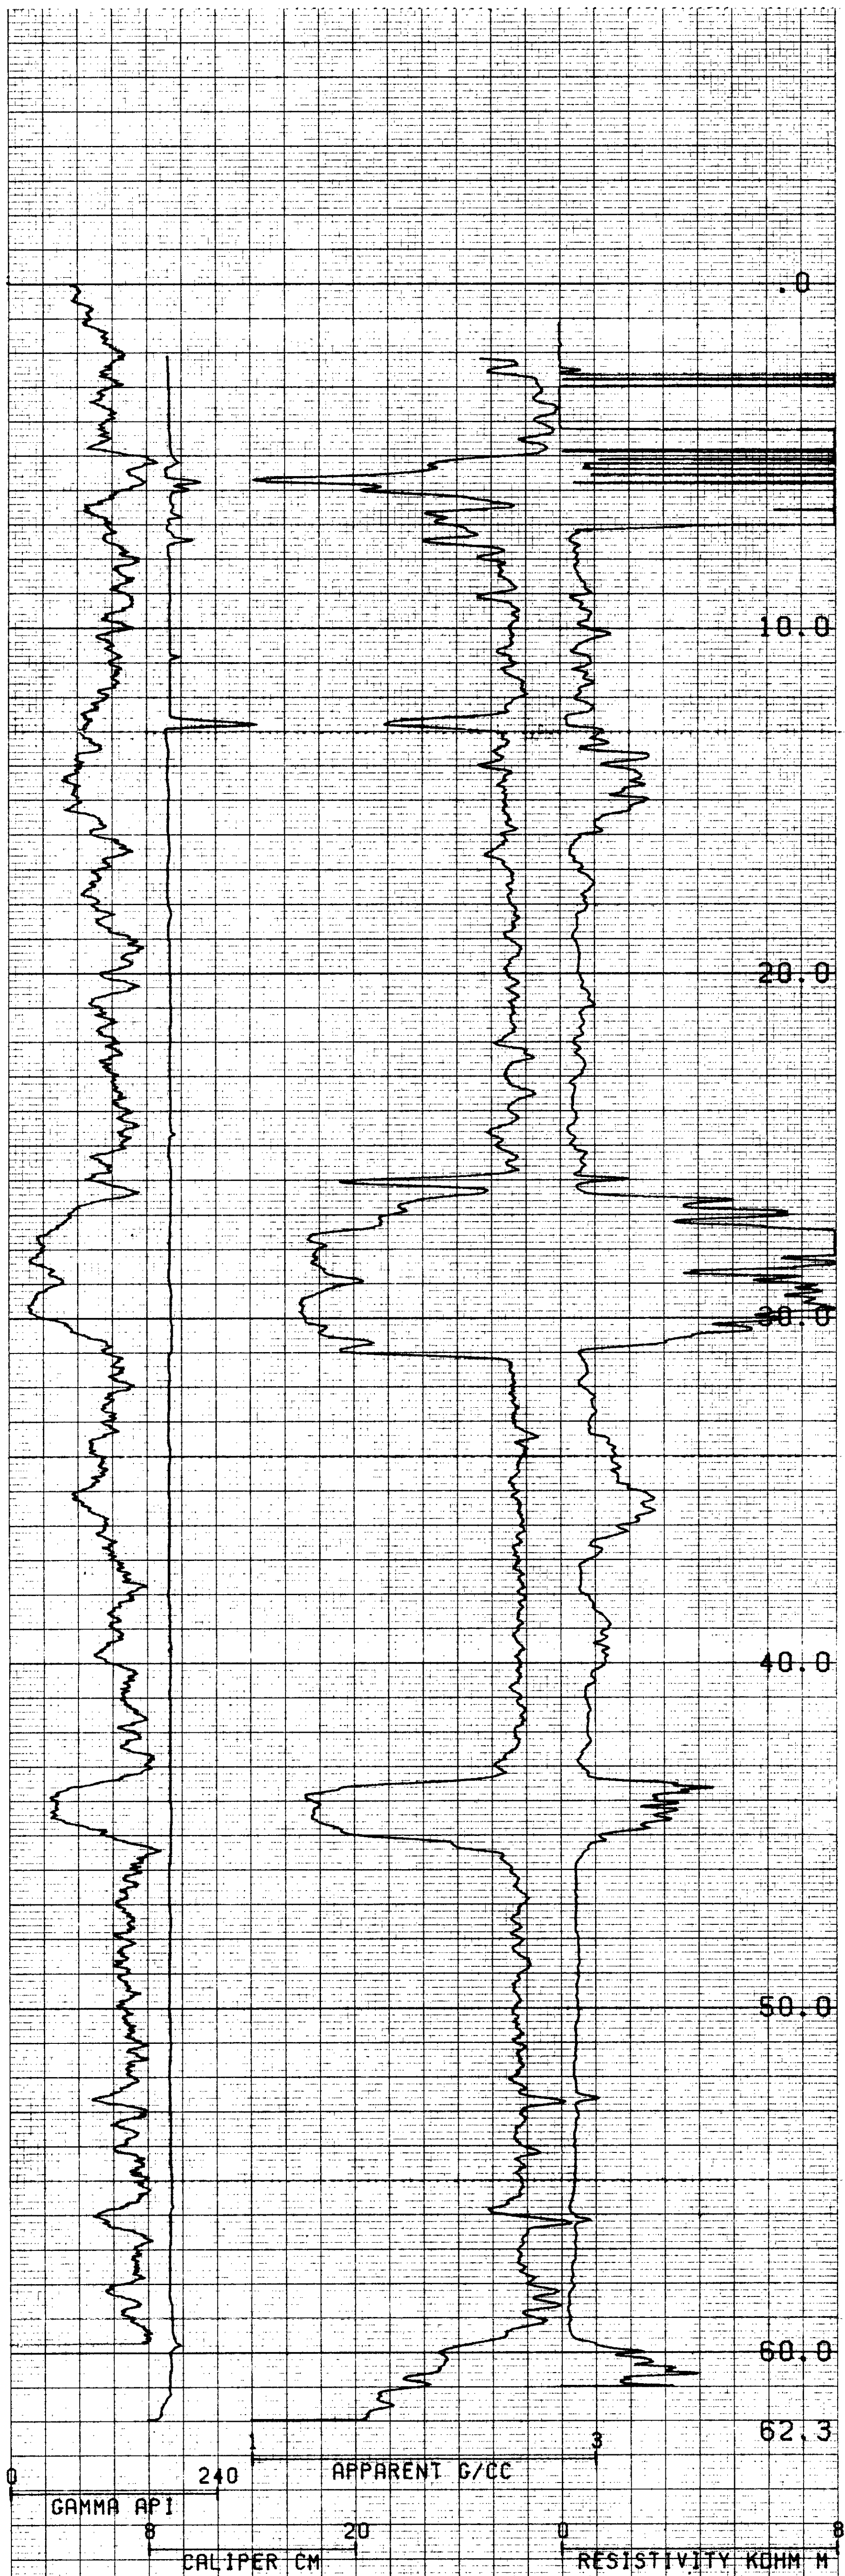 .0
10.0
20.0
30.0
40.0
50.0
60.0
62.3
1 3
APPARENT G/CC
0 240
GAMMA API
8 20 0 8
CALIPER CM RESISTIVITY KOHM M